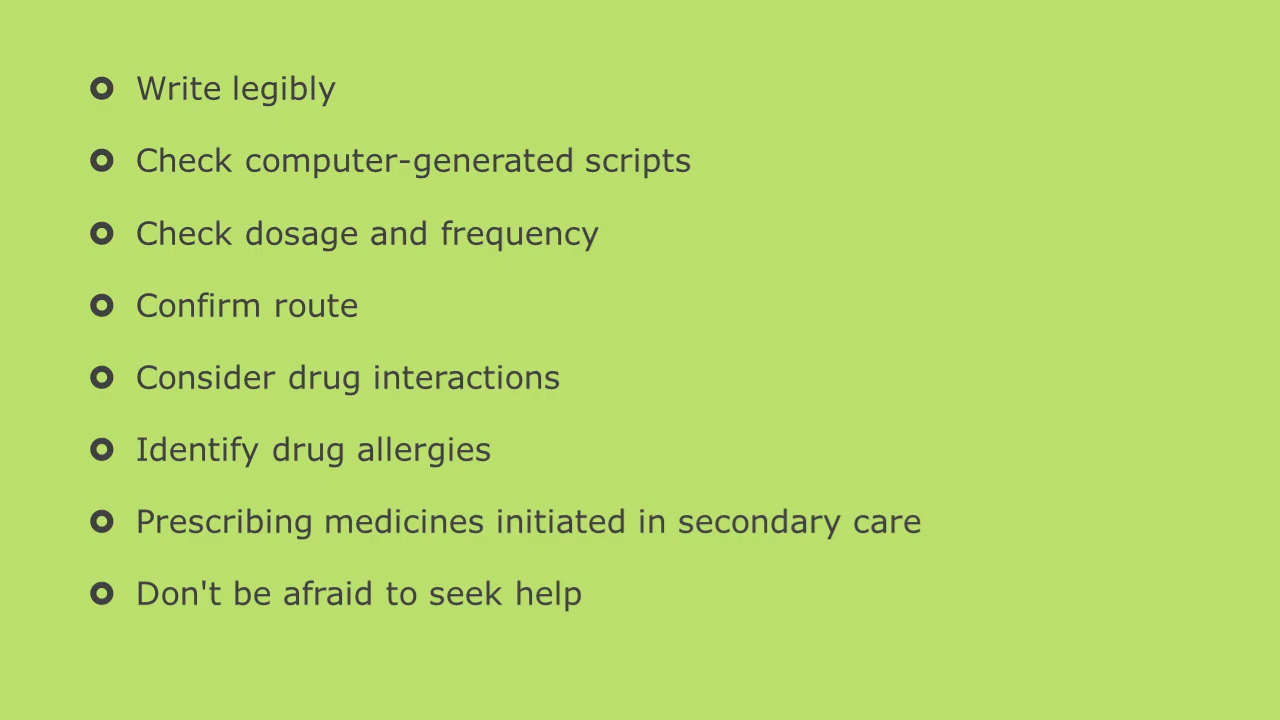 Write legibly
Check computer-generated scripts
Check dosage and frequency
Confirm route
Consider drug interactions
Identify drug allergies
Prescribing medicines initiated in secondary care
Don't be afraid to seek help